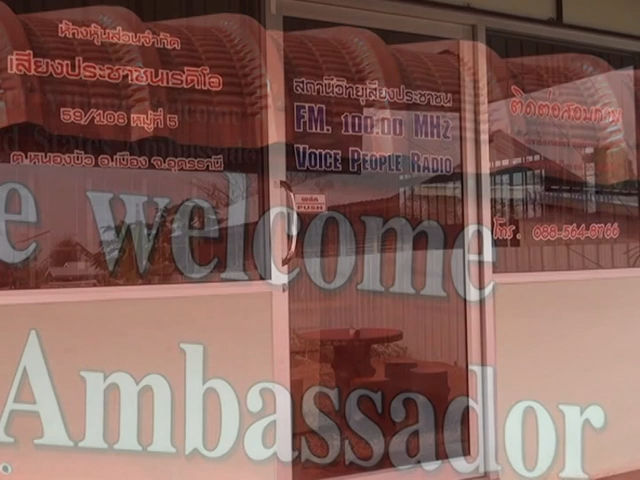 ห้างหุ้นส่วนจำกัด
เสียงประชาชนเรดิโอ
59/108 หมู่ที่ 5
ต.หนองบัว อ.เมือง จ.อุดรธานี
สถานีวิทยุเสียงประชาชน
FM. 100.00 MHz
VOICE PEOPLE RADIO
ผลัก
PUSH
ติดต่อสอบถาม
โทร.
e welcome
Ambassador